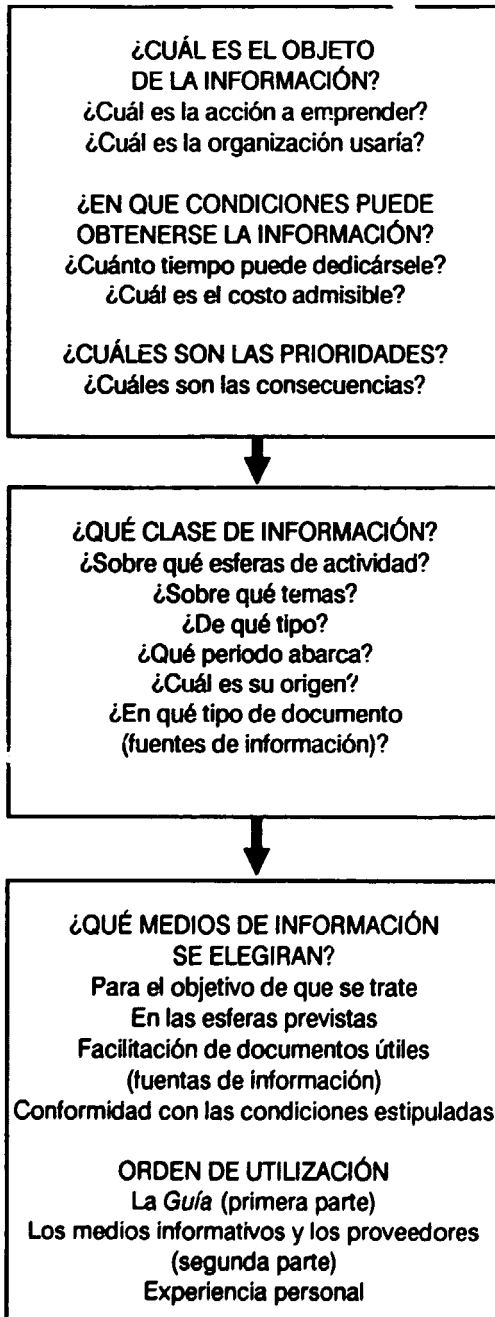 ¿CUÁL ES EL OBJETO
DE LA INFORMACIÓN?
¿Cuál es la acción a emprender?
¿Cuál es la organización usaría?
¿EN QUE CONDICIONES PUEDE
OBTENERSE LA INFORMACIÓN?
¿Cuánto tiempo puede dedicársele?
¿Cuál es el costo admisible?
¿CUÁLES SON LAS PRIORIDADES?
¿Cuáles son las consecuencias?
¿QUÉ CLASE DE INFORMACIÓN?
¿Sobre qué esferas de actividad?
¿Sobre qué temas?
¿De qué tipo?
¿Qué periodo abarca?
¿Cuál es su origen?
¿En qué tipo de documento
(fuentes de información)?
¿QUÉ MEDIOS DE INFORMACIÓN
SE ELEGIRAN?
Para el objetivo de que se trate
En las esferas previstas
Facilitación de documentos útiles
(fuentas de información)
Conformidad con las condiciones estipuladas
ORDEN DE UTILIZACIÓN
La Guía (primera parte)
Los medios informativos y los proveedores
(segunda parte)
Experiencia personal